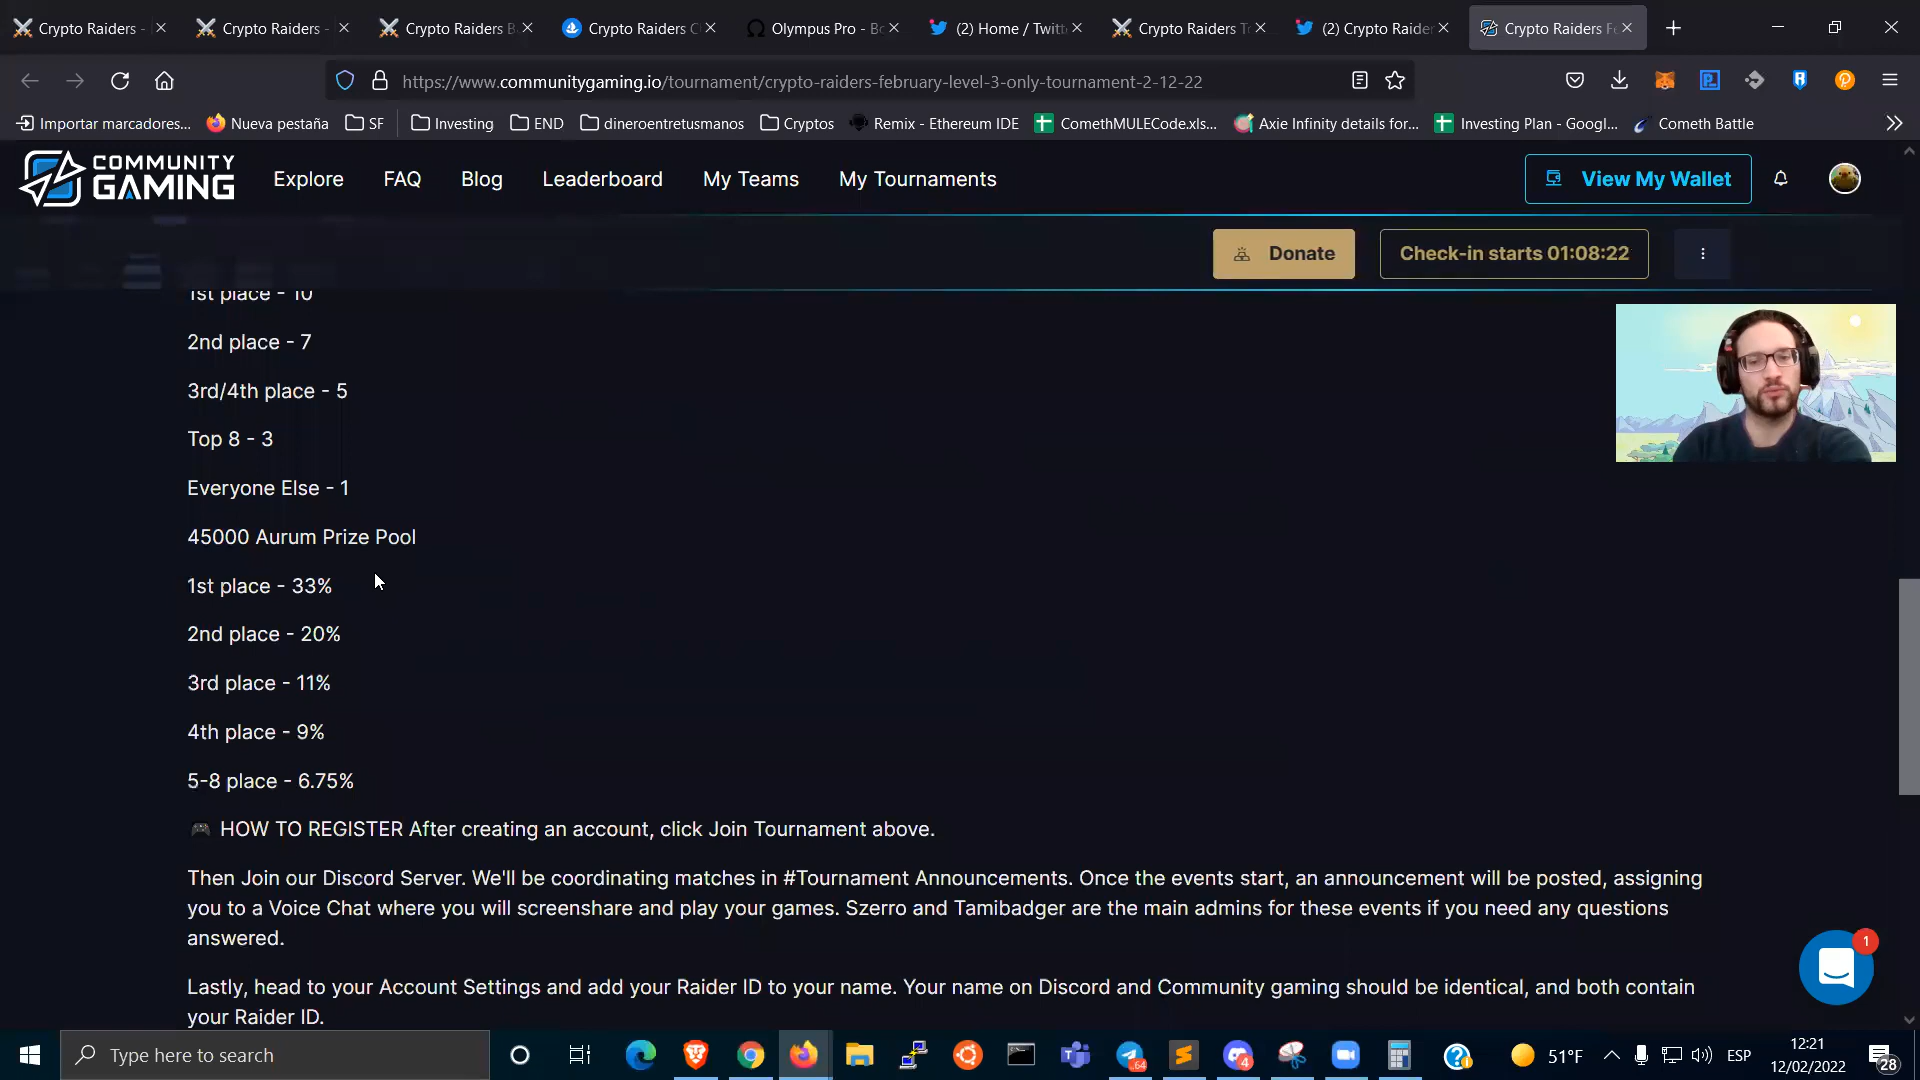 Crypto Raiders -
Crypto Raiders -
Crypto Raiders B
Crypto Raiders C
Olympus Pro - Bo
(2) Home / Twitt
Crypto Raiders T
(2) Crypto Raider
Crypto Raiders Fe
https://www.communitygaming.io/tournament/crypto-raiders-february-level-3-only-tournament-2-12-22
Importar marcadores...
Nueva pestaña
SF
Investing
END
dineroentretusmanos
Cryptos
Remix - Ethereum IDE
ComethMULECode.xls...
Axie Infinity details for...
Investing Plan - Googl...
Cometh Battle
COMMUNITY
GAMING
Explore
FAQ
Blog
Leaderboard
My Teams
My Tournaments
View My Wallet
Donate
Check-in starts 01:08:22
1st place - 10
2nd place - 7
3rd/4th place - 5
Top 8 - 3
Everyone Else - 1
45000 Aurum Prize Pool
1st place - 33%
2nd place - 20%
3rd place - 11%
4th place - 9%
5-8 place - 6.75%
🎮 HOW TO REGISTER After creating an account, click Join Tournament above.
Then Join our Discord Server. We'll be coordinating matches in #Tournament Announcements. Once the events start, an announcement will be posted, assigning
you to a Voice Chat where you will screenshare and play your games. Szerro and Tamibadger are the main admins for these events if you need any questions
answered.
1
Lastly, head to your Account Settings and add your Raider ID to your name. Your name on Discord and Community gaming should be identical, and both contain
your Raider ID.
Type here to search
64
4
51°F
ESP
12:21
12/02/2022
28